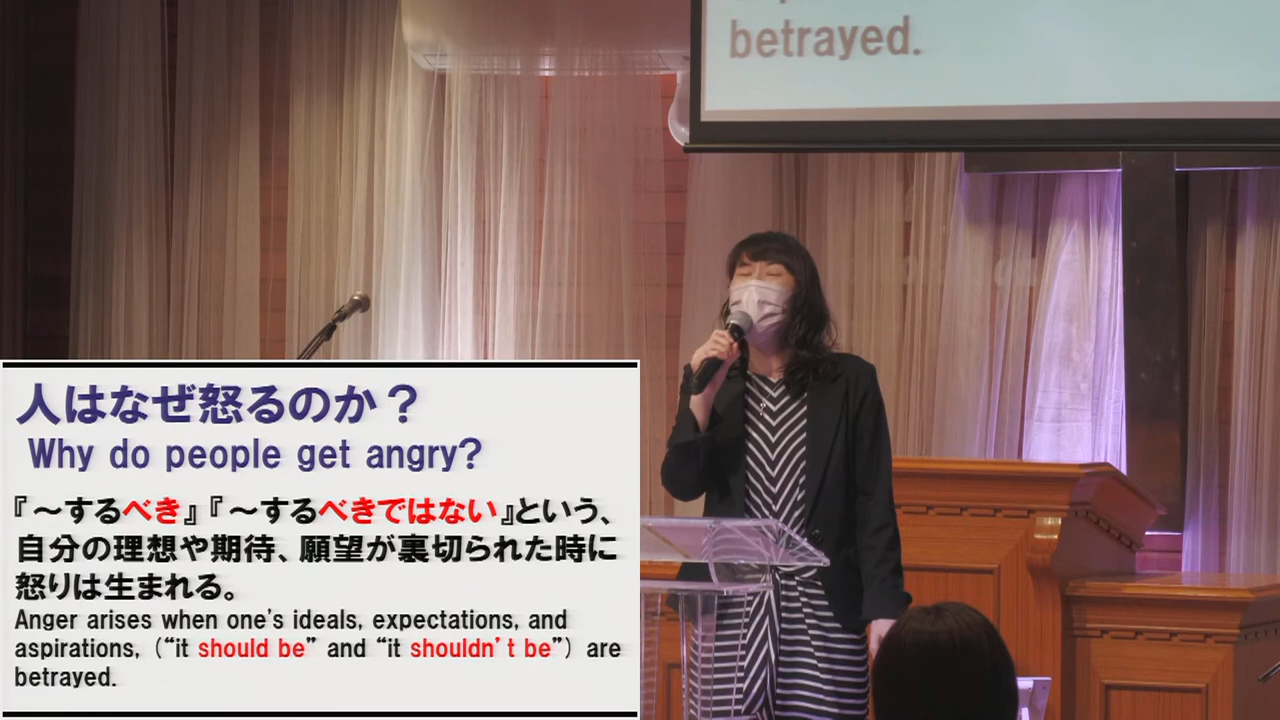 betrayed.
人はなぜ怒るのか？
Why do people get angry?
『～するべき』『～するべきではない』という、
自分の理想や期待、願望が裏切られた時に
怒りは生まれる。
Anger arises when one's ideals, expectations, and
aspirations, (“it should be” and “it shouldn't be”) are
betrayed.